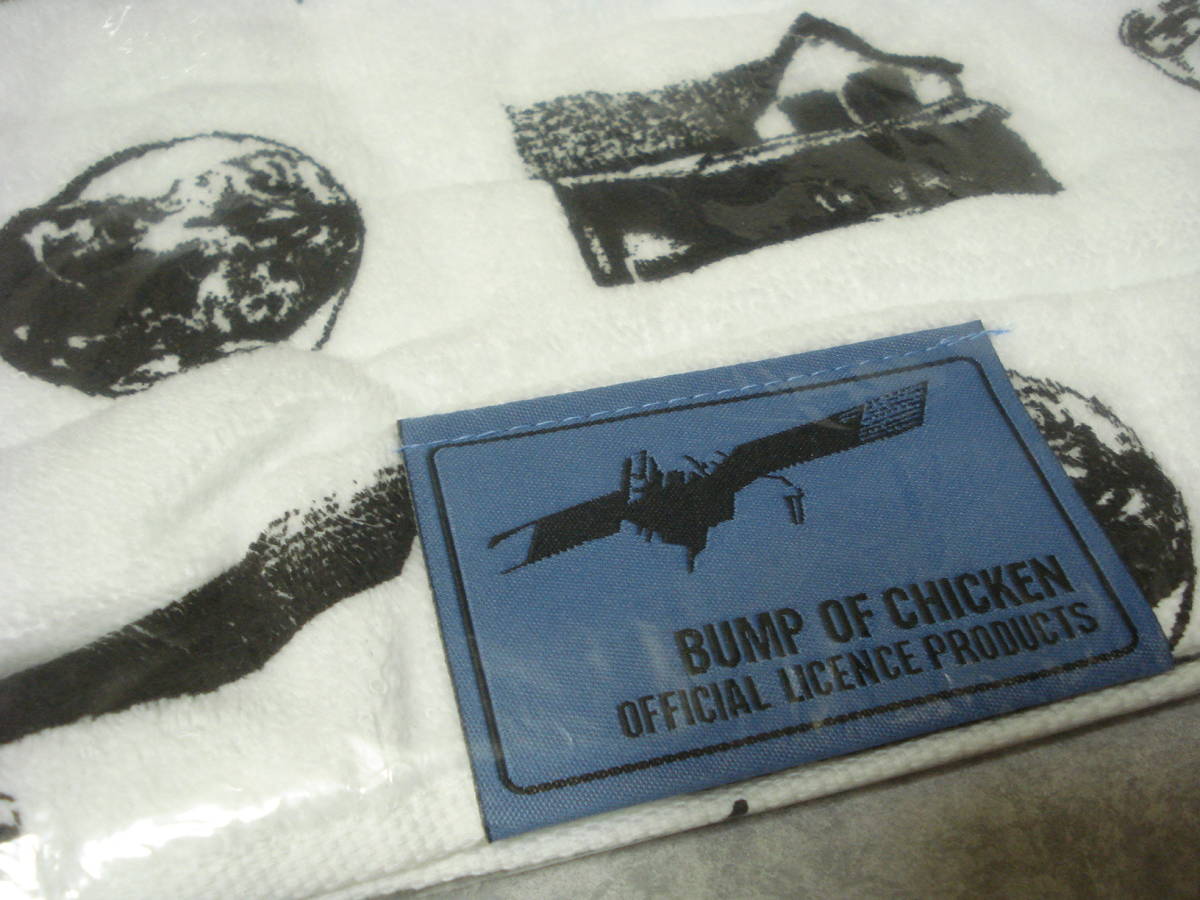 BUMP OF CHICKEN
OFFICIAL LICENCE PRODUCTS